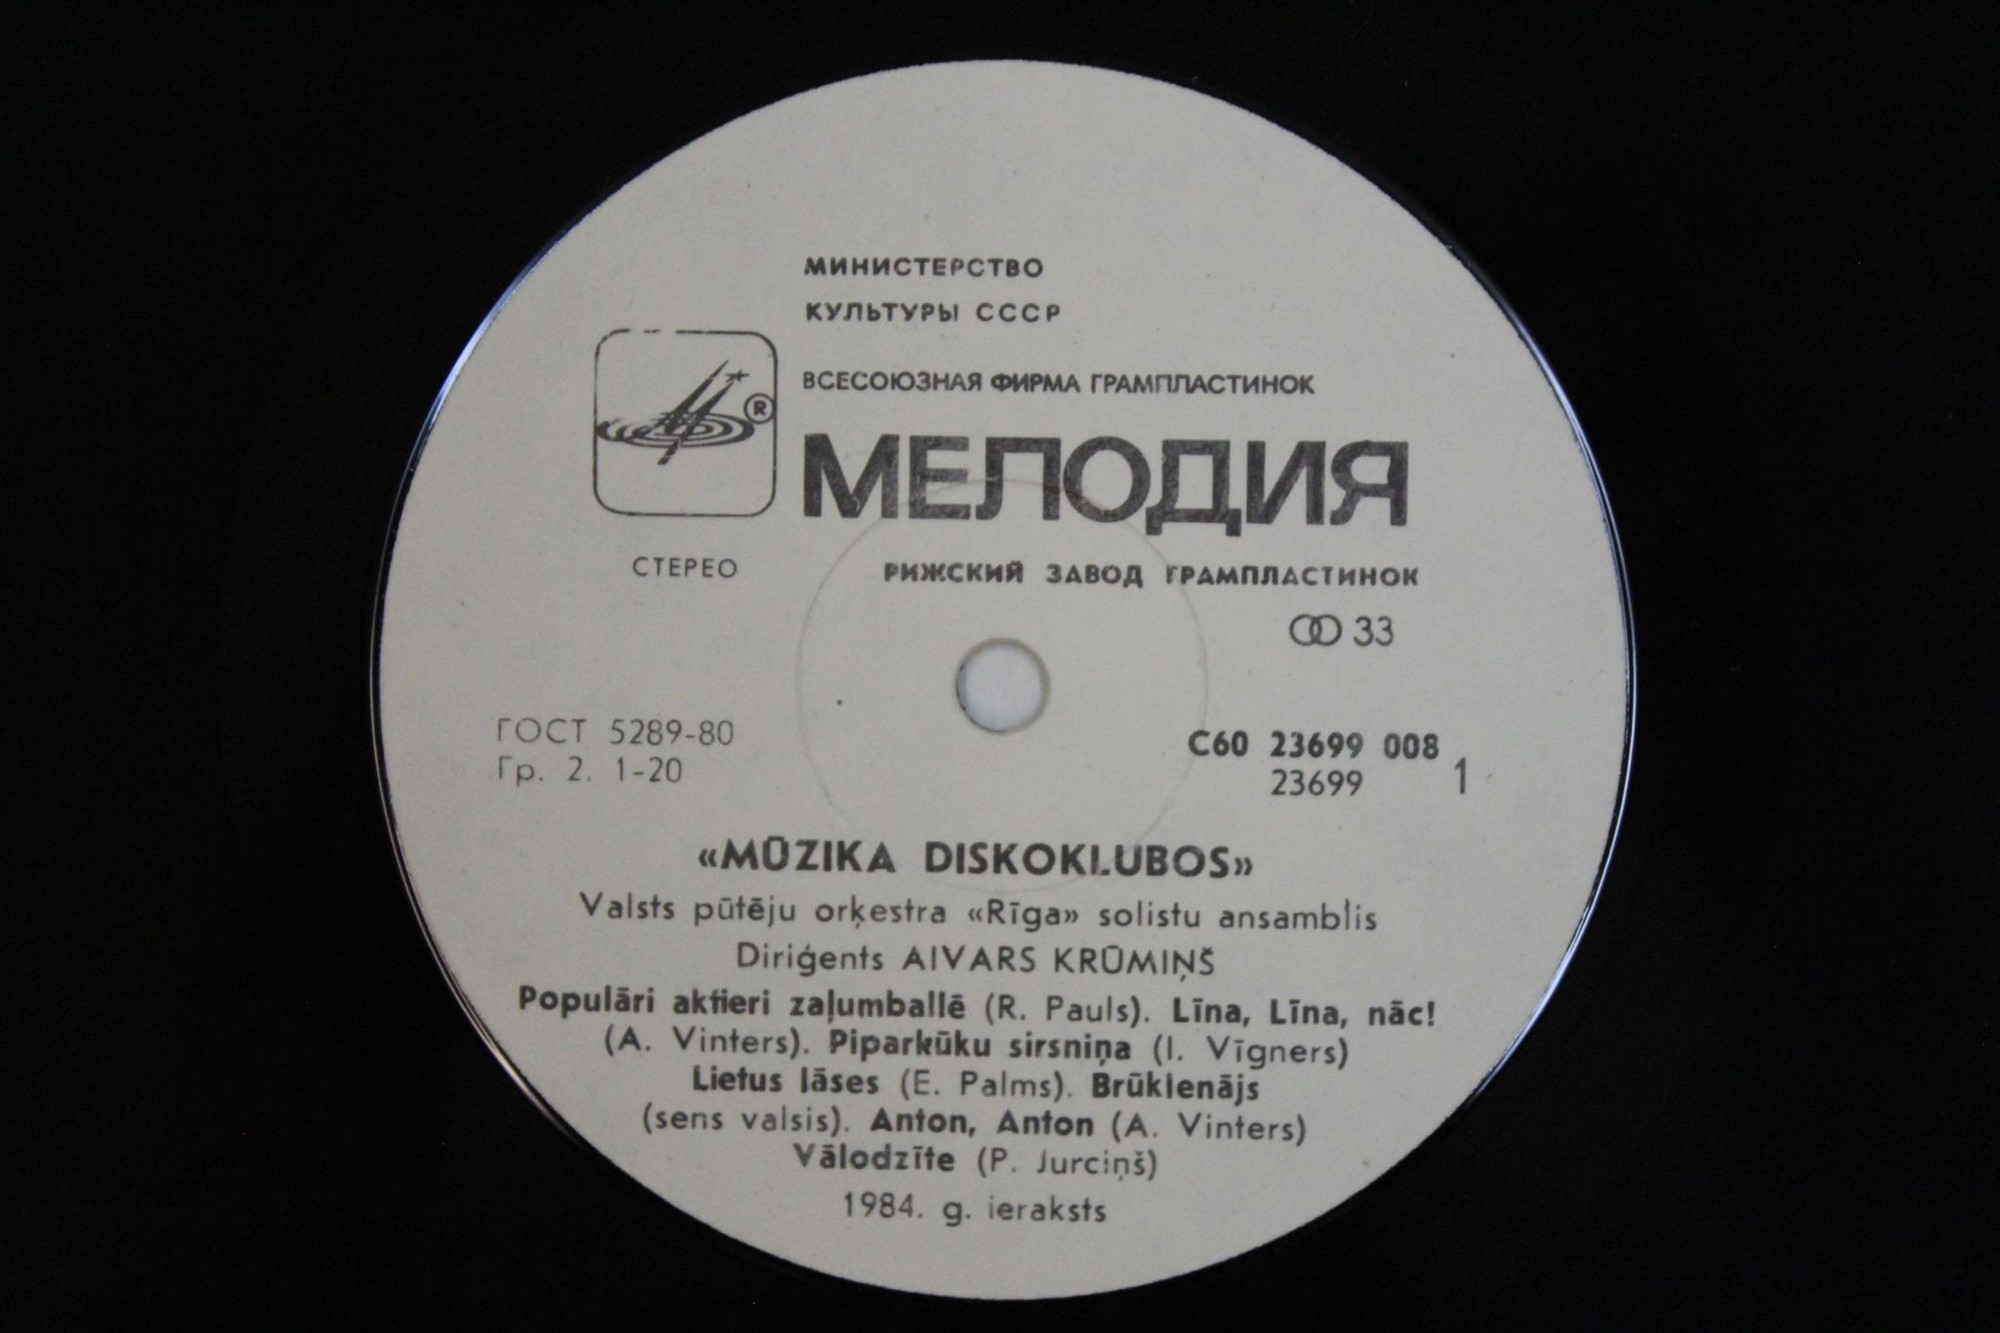 МИНИСТЕРСТВО
КУЛЬТУРЫ СССР
ВСЕСОЮЗНАЯ ФИРМА ГРАМПЛАСТИНОК
®
МЕЛОДИЯ
СТЕРЕО
РИЖСКИЙ ЗАВОД ГРАМПЛАСТИНОК
33
ГОСТ 5289-80
Гр. 2. 1-20
С60 23699 008
23699 1
«MŪZIKA DISKOKLUBOS»
Valsts pūtēju orķestra «Rīga» solistu ansamblis
Diriģents AIVARS KRŪMIŅŠ
Populāri aktieri zaļumballē (R. Pauls). Līna, Līna, nāc!
(A. Vinters). Piparkūku sirsniņa (I. Vīgners)
Lietus lāses (E. Palms). Brūklenājs
(sens valsis). Anton, Anton (A. Vinters)
Vālodzīte (P. Jurciņš)
1984. g. ieraksts